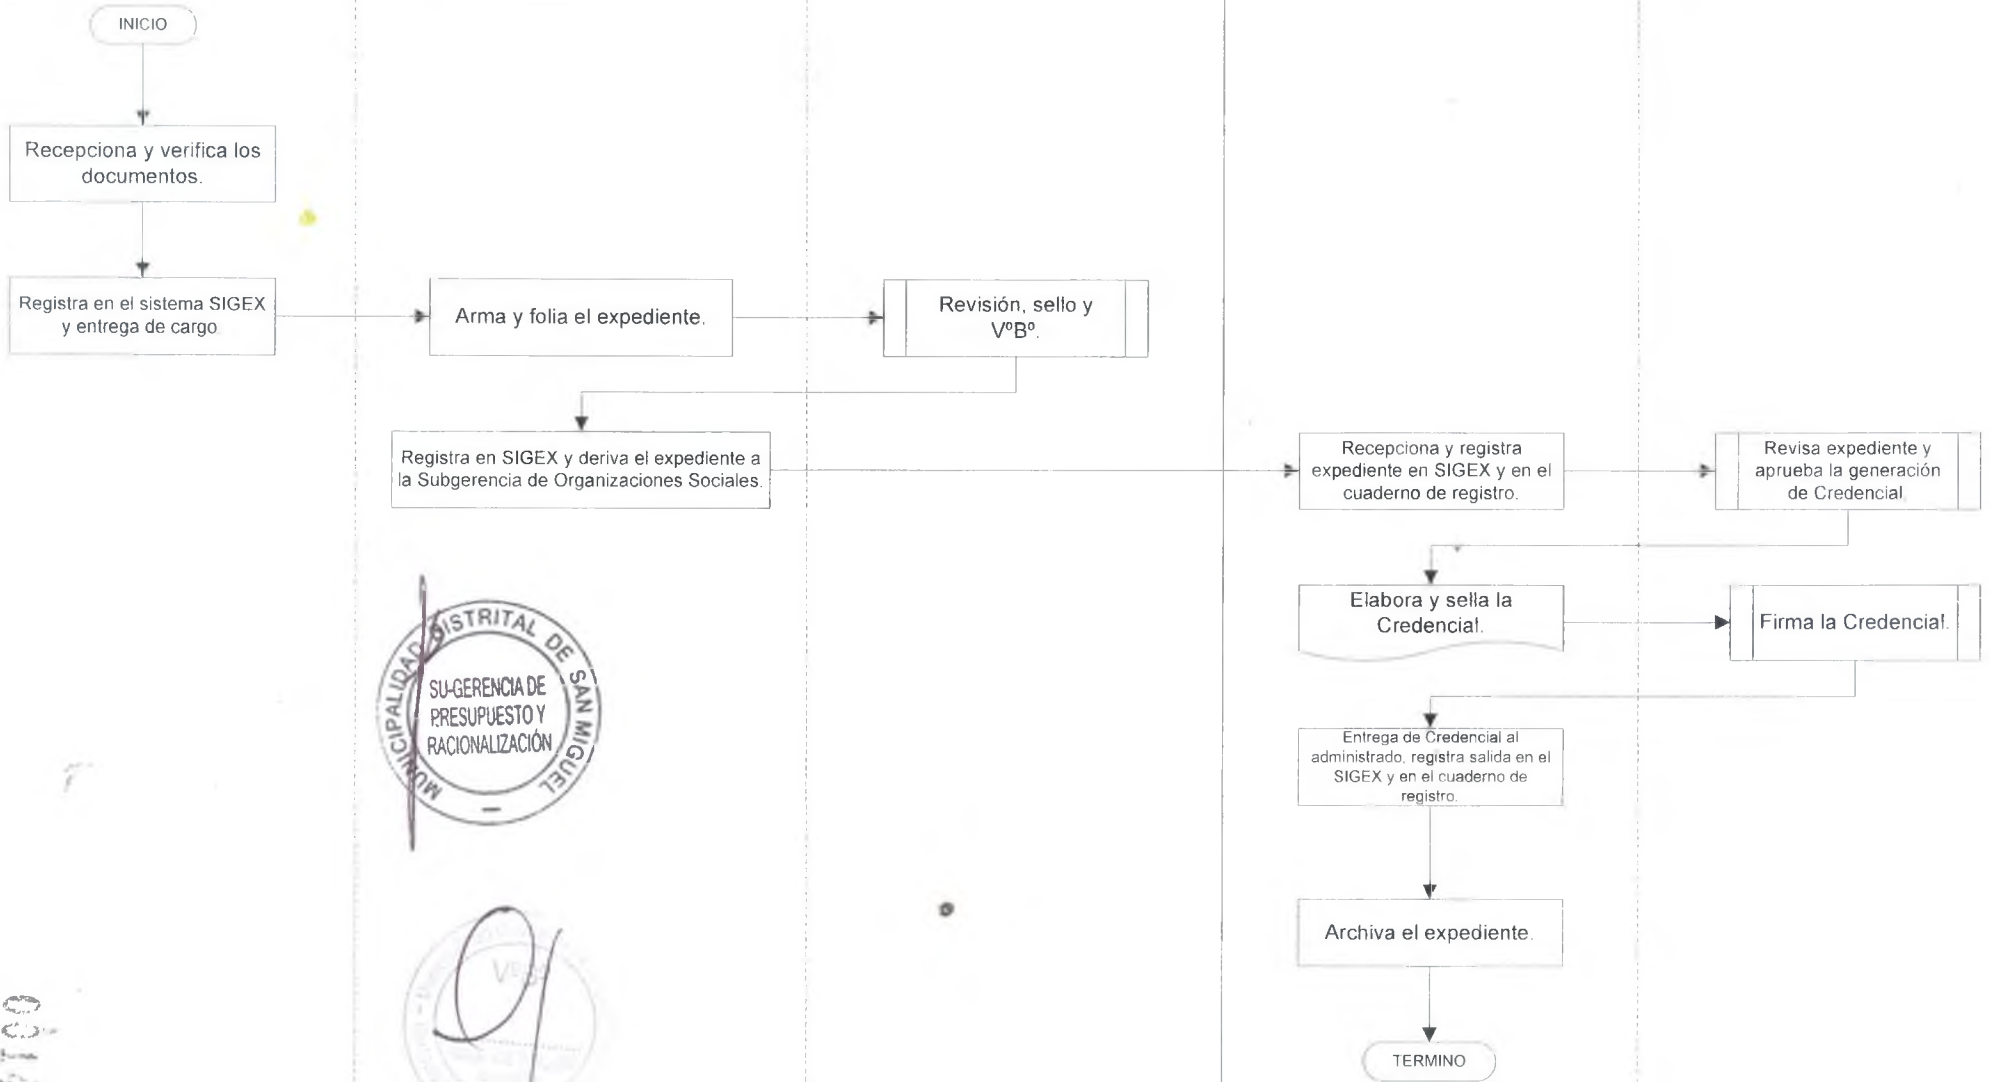 INICIO
Recepciona y verifica los
documentos.
Registra en el sistema SIGEX
y entrega de cargo.
Arma y folia el expediente.
Revisión, sello y
VºBº.
Registra en SIGEX y deriva el expediente a
la Subgerencia de Organizaciones Sociales.
Recepciona y registra
expediente en SIGEX y en el
cuaderno de registro.
Revisa expediente y
aprueba la generación
de Credencial.
Elabora y sella la
Credencial.
Firma la Credencial.
Entrega de Credencial al
administrado, registra salida en el
SIGEX y en el cuaderno de
registro.
Archiva el expediente.
TERMINO
MUNICIPALIDAD DISTRITAL DE SAN MIGUEL
SU-GERENCIA DE
PRESUPUESTO Y
RACIONALIZACIÓN
VºBº